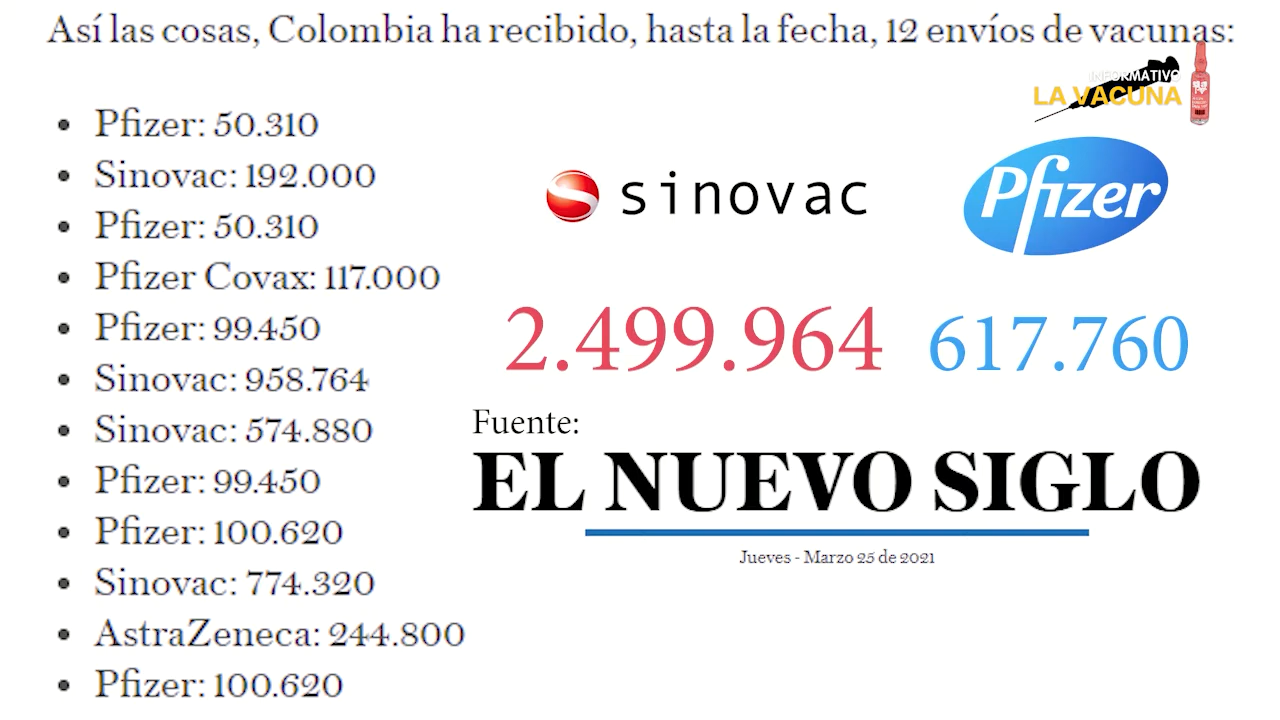 Así las cosas, Colombia ha recibido, hasta la fecha, 12 envíos de vacunas:
INFORMATIVO
LA VACUNA
Pfizer: 50.310
Sinovac: 192.000
Pfizer: 50.310
Pfizer Covax: 117.000
Pfizer: 99.450
Sinovac: 958.764
Sinovac: 574.880
Pfizer: 99.450
Pfizer: 100.620
Sinovac: 774.320
AstraZeneca: 244.800
Pfizer: 100.620
sinovac
Pfizer
2.499.964
617.760
Fuente:
EL NUEVO SIGLO
Jueves - Marzo 25 de 2021